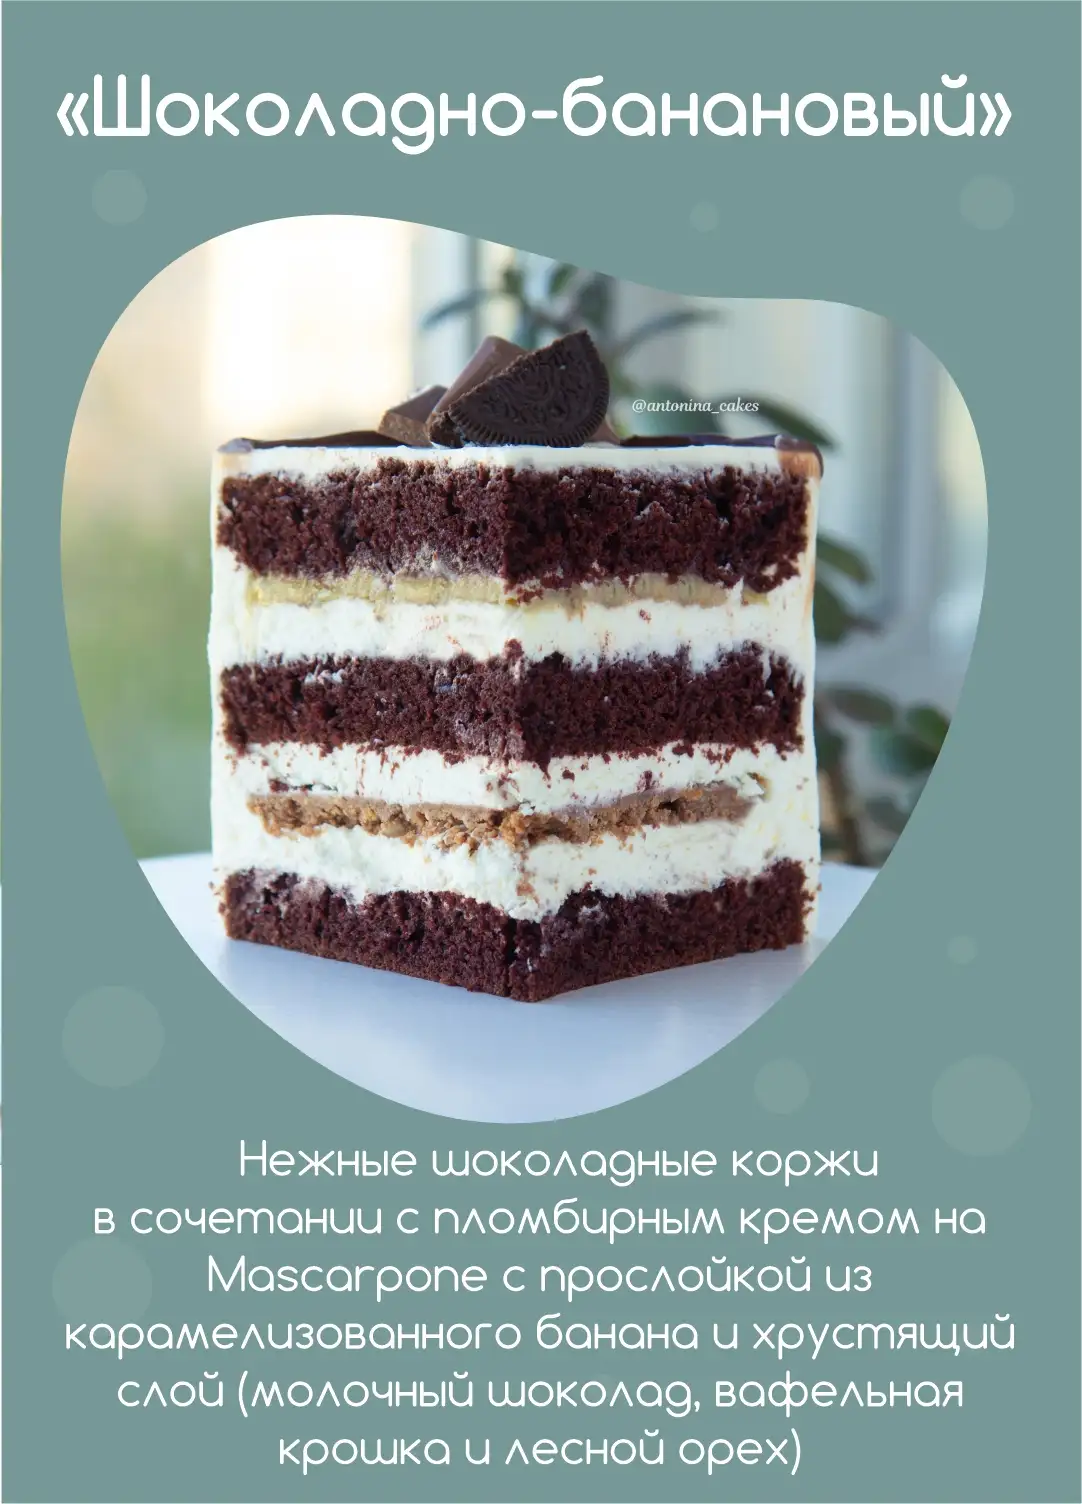 «Шоколадно-банановый»
@antonina_cakes
Нежные шоколадные коржи
в сочетании с пломбирным кремом на
Mascarpone с прослойкой из
карамелизованного банана и хрустящий
слой (молочный шоколад, вафельная
крошка и лесной орех)